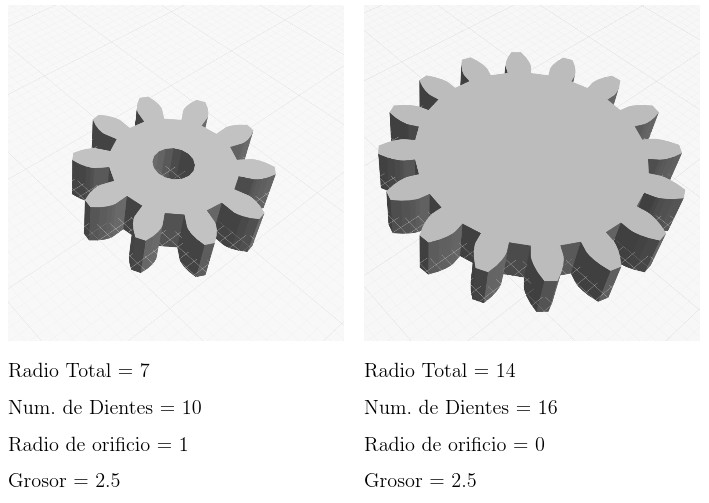 Radio Total = 7
Num. de Dientes = 10
Radio de orificio = 1
Grosor = 2.5
Radio Total = 14
Num. de Dientes = 16
Radio de orificio = 0
Grosor = 2.5